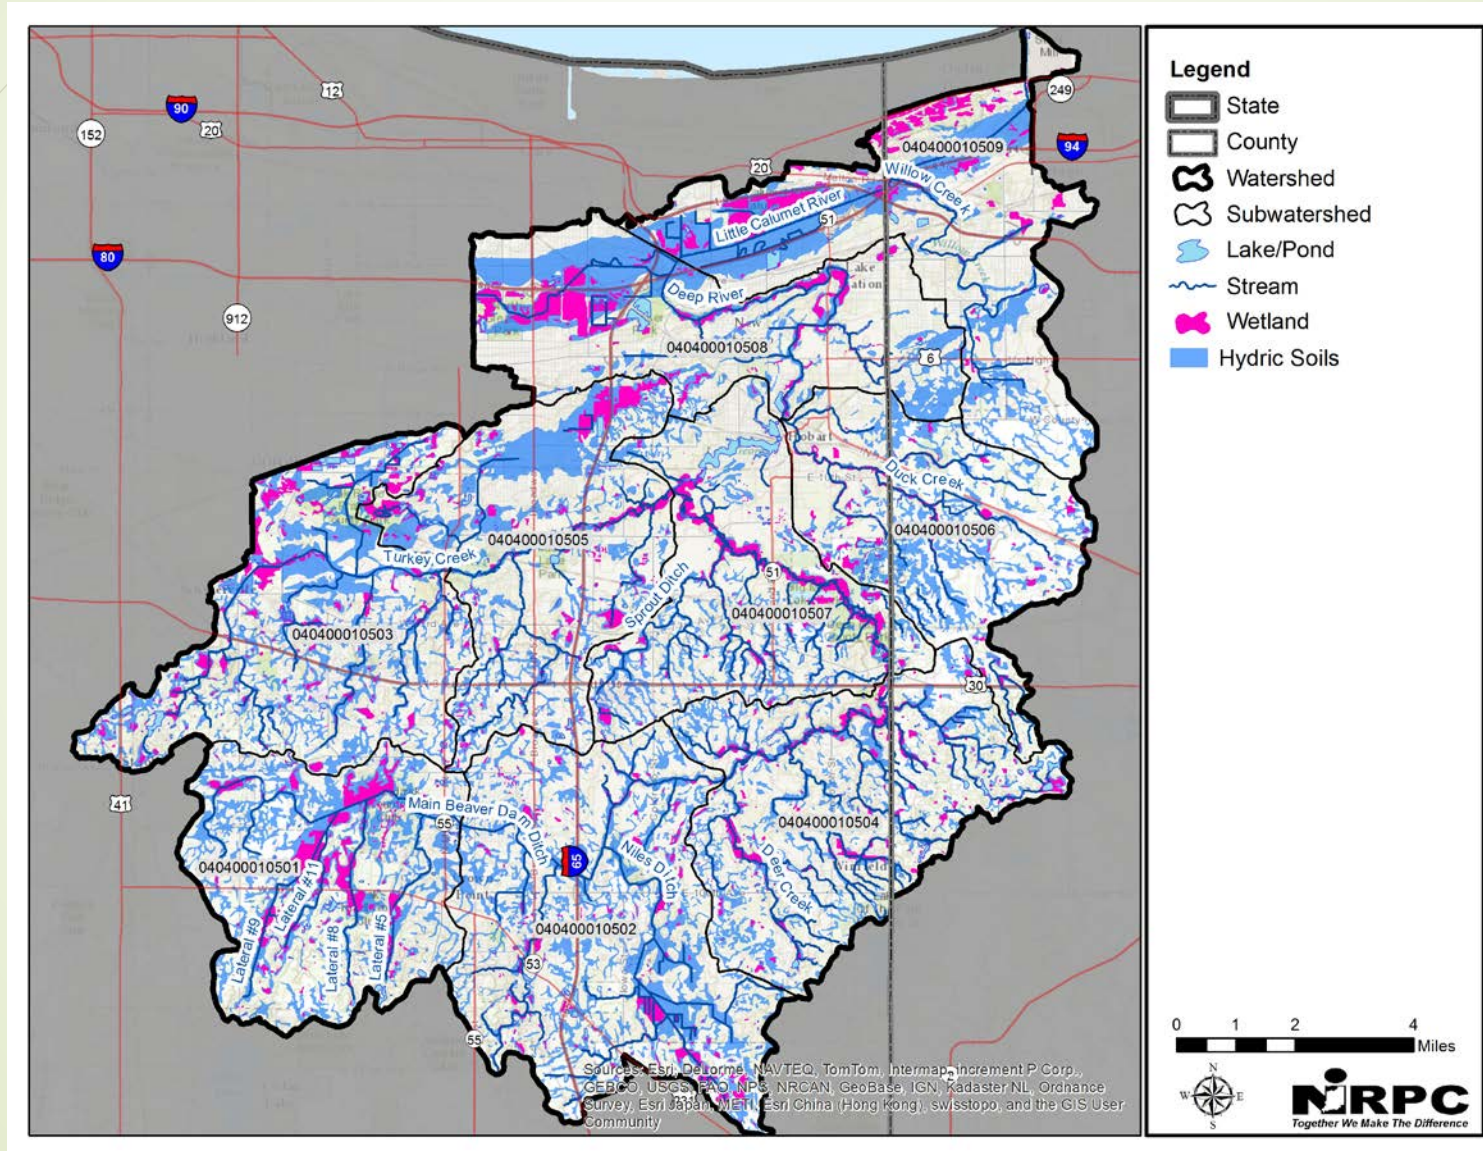 12
90
20
152
249
94
040400010509
20
Willow Creek
Little Calumet River
51
80
912
Deep River
040400010508
6
Hobart
Duck Creek
040400010506
040400010505
Turkey Creek
51
Sprout Ditch
040400010507
040400010503
30
41
Main Beaver Dam Ditch
55
040400010504
65
Niles Ditch
Deer Creek
Winfield
040400010501
Lateral #11
Lateral #9
Lateral #8
Lateral #5
040400010502
53
55
231
Sources: Esri, DeLorme, NAVTEQ, TomTom, Intermap, increment P Corp.,
GEBCO, USGS, FAO, NPS, NRCAN, GeoBase, IGN, Kadaster NL, Ordnance
Survey, Esri Japan, METI, Esri China (Hong Kong), swisstopo, and the GIS User
Community
Legend
State
County
Watershed
Subwatershed
Lake/Pond
Stream
Wetland
Hydric Soils
0 1 2 4
Miles
N
W E
S
NIRPC
Together We Make The Difference